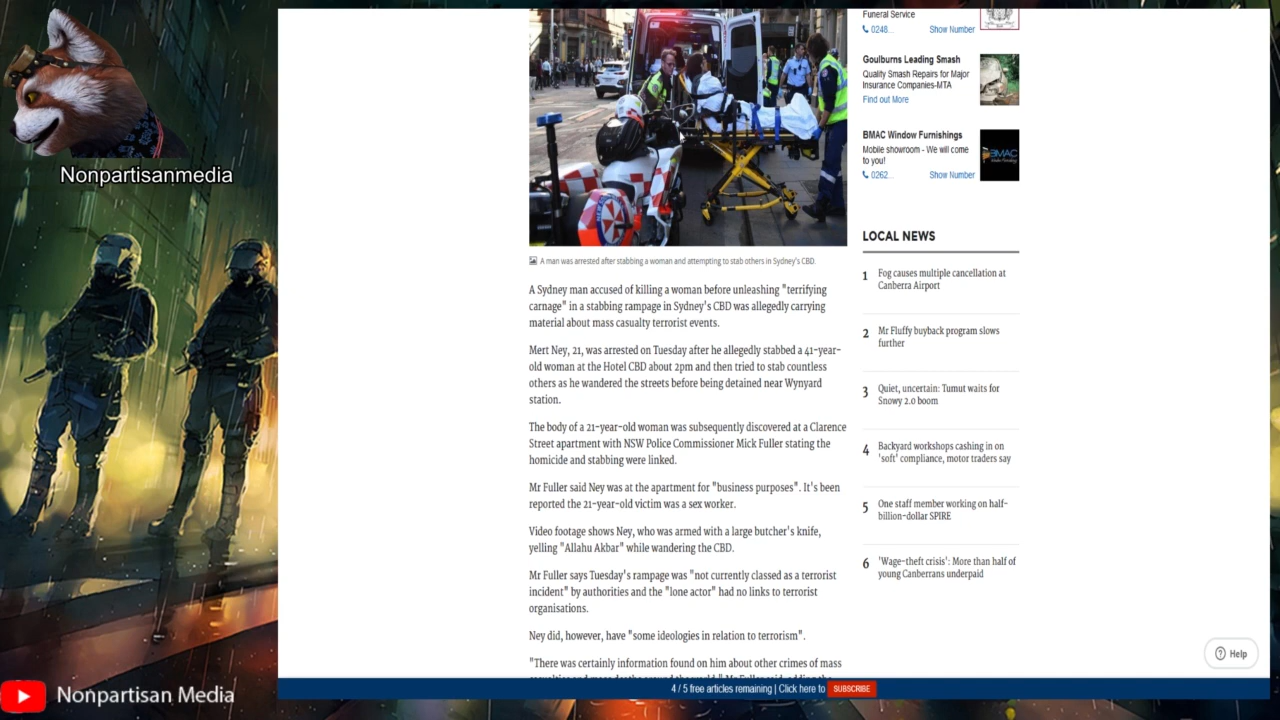 Nonpartisanmedia
Nonpartisan Media
A man was arrested after stabbing a woman and attempting to stab others in Sydney's CBD.
A Sydney man accused of killing a woman before unleashing "terrifying
carnage" in a stabbing rampage in Sydney's CBD was allegedly carrying
material about mass casualty terrorist events.
Mert Ney, 21, was arrested on Tuesday after he allegedly stabbed a 41-year-
old woman at the Hotel CBD about 2pm and then tried to stab countless
others as he wandered the streets before being detained near Wynyard
station.
The body of a 21-year-old woman was subsequently discovered at a Clarence
Street apartment with NSW Police Commissioner Mick Fuller stating the
homicide and stabbing were linked.
Mr Fuller said Ney was at the apartment for "business purposes". It's been
reported the 21-year-old victim was a sex worker.
Video footage shows Ney, who was armed with a large butcher's knife,
yelling "Allahu Akbar" while wandering the CBD.
Mr Fuller says Tuesday's rampage was "not currently classed as a terrorist
incident" by authorities and the "lone actor" had no links to terrorist
organisations.
Ney did, however, have "some ideologies in relation to terrorism".
"There was certainly information found on him about other crimes of mass
Funeral Service
0248... Show Number
Goulburns Leading Smash
Quality Smash Repairs for Major
Insurance Companies-MTA
Find out More
BMAC Window Furnishings
Mobile showroom - We will come
to you!
BMAC
0262... Show Number
LOCAL NEWS
1 Fog causes multiple cancellation at
Canberra Airport
2 Mr Fluffy buyback program slows
further
3 Quiet, uncertain: Tumut waits for
Snowy 2.0 boom
4 Backyard workshops cashing in on
'soft' compliance, motor traders say
5 One staff member working on half-
billion-dollar SPIRE
6 'Wage-theft crisis': More than half of
young Canberrans underpaid
Help
4 / 5 free articles remaining | Click here to SUBSCRIBE